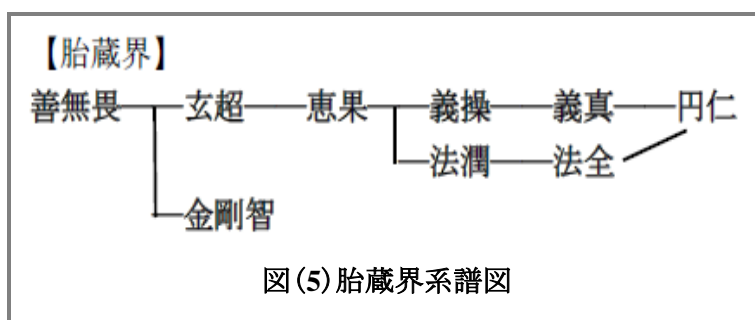 【胎蔵界】
善無畏 玄超 恵果 義操 義真 円仁
法潤 法全
金剛智
図(5)胎蔵界系譜図